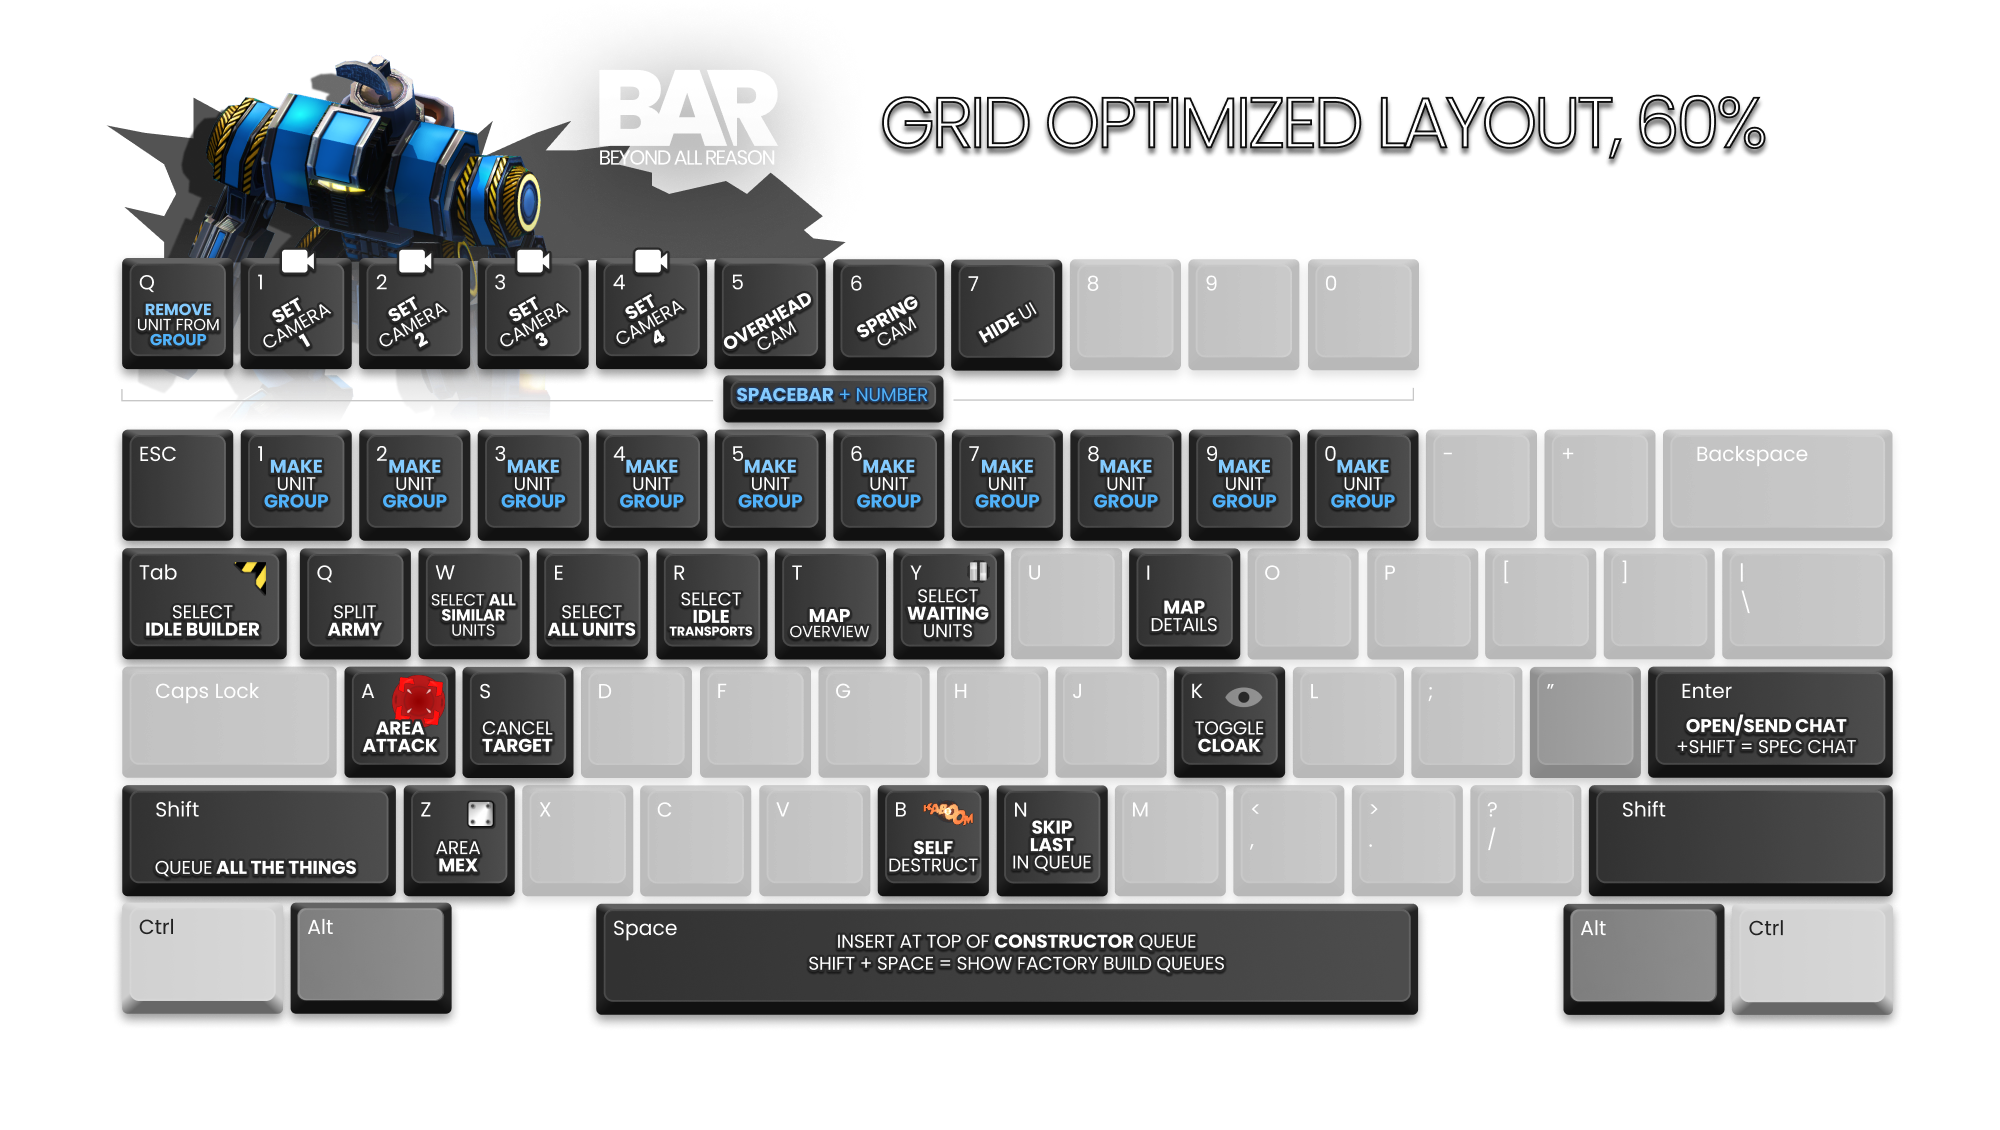 BAR
BEYOND ALL REASON
GRID OPTIMIZED LAYOUT, 60%
Q
REMOVE
UNIT FROM
GROUP
1
SET
CAMERA
1
2
SET
CAMERA
2
3
SET
CAMERA
3
4
SET
CAMERA
4
5
OVERHEAD
CAM
6
SPRING
CAM
7
HIDE UI
8
9
0
SPACEBAR + NUMBER
ESC
1
MAKE
UNIT
GROUP
2
MAKE
UNIT
GROUP
3
MAKE
UNIT
GROUP
4
MAKE
UNIT
GROUP
5
MAKE
UNIT
GROUP
6
MAKE
UNIT
GROUP
7
MAKE
UNIT
GROUP
8
MAKE
UNIT
GROUP
9
MAKE
UNIT
GROUP
0
MAKE
UNIT
GROUP
-
+
Backspace
Tab
SELECT
IDLE BUILDER
Q
SPLIT
ARMY
W
SELECT ALL
SIMILAR
UNITS
E
SELECT
ALL UNITS
R
SELECT
IDLE
TRANSPORTS
T
MAP
OVERVIEW
Y
SELECT
WAITING
UNITS
U
I
MAP
DETAILS
O
P
[
]
|
\
Caps Lock
A
AREA
ATTACK
S
CANCEL
TARGET
D
F
G
H
J
K
TOGGLE
CLOAK
L
;
"
Enter
OPEN/SEND CHAT
+SHIFT = SPEC CHAT
Shift
QUEUE ALL THE THINGS
Z
AREA
MEX
X
C
V
B
KABOOM
SELF
DESTRUCT
N
SKIP
LAST
IN QUEUE
M
<
,
>
.
?
/
Shift
Ctrl
Alt
Space
INSERT AT TOP OF CONSTRUCTOR QUEUE
SHIFT + SPACE = SHOW FACTORY BUILD QUEUES
Alt
Ctrl